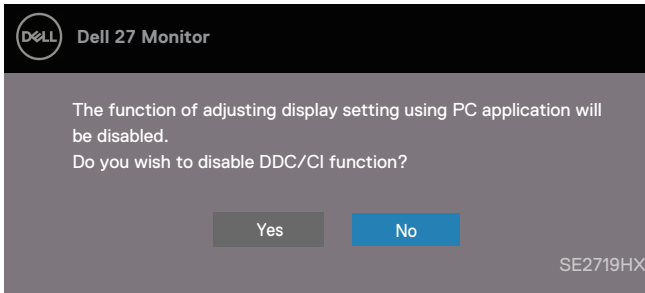 DELL
Dell 27 Monitor
The function of adjusting display setting using PC application will
be disabled.
Do you wish to disable DDC/CI function?
Yes
No
SE2719HX